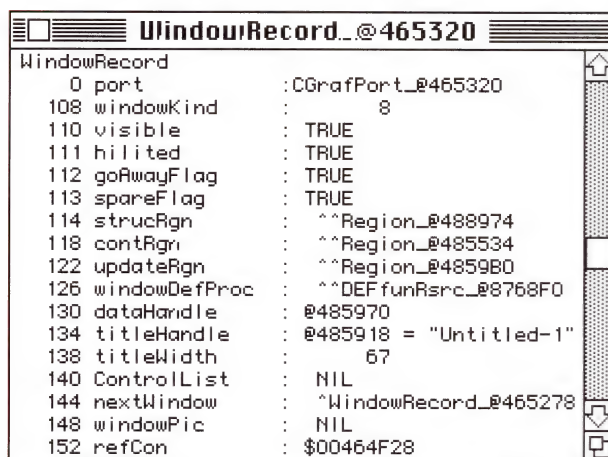 WindowRecord_@465320
WindowRecord
0 port :CGrafPort_@465320
108 windowKind : 8
110 visible : TRUE
111 hilited : TRUE
112 goAwayFlag : TRUE
113 spareFlag : TRUE
114 strucRgn : ^^Region_@488974
118 contRgn : ^^Region_@485534
122 updateRgn : ^^Region_@4859B0
126 windowDefProc : ^^DEFfunRsrc_@8768F0
130 dataHandle : @485970
134 titleHandle : @485918 = "Untitled-1"
138 titleWidth : 67
140 ControlList : NIL
144 nextWindow : ^WindowRecord_@465278
148 windowPic : NIL
152 refCon : $00464F28